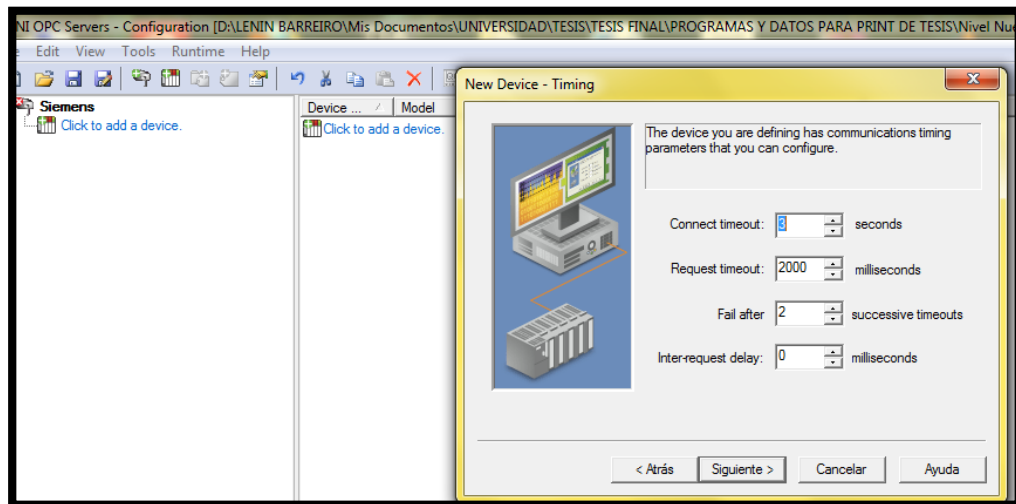 NI OPC Servers - Configuration [D:\LENIN BARREIRO\Mis Documentos\UNIVERSIDAD\TESIS\TESIS FINAL\PROGRAMAS Y DATOS PARA PRINT DE TESIS\Nivel Nue
e Edit View Tools Runtime Help
Siemens
Click to add a device.
Device ... / Model
Click to add a device.
New Device - Timing
The device you are defining has communications timing
parameters that you can configure.
Connect timeout: 3 seconds
Request timeout: 2000 milliseconds
Fail after 2 successive timeouts
Inter-request delay: 0 milliseconds
< Atrás Siguiente > Cancelar Ayuda